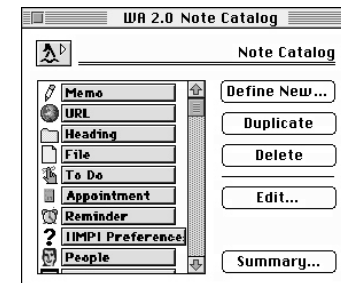 WA 2.0 Note Catalog
Note Catalog
Memo
URL
Heading
File
To Do
Appointment
Reminder
IIMPI Preference
People
Define New...
Duplicate
Delete
Edit...
Summary...